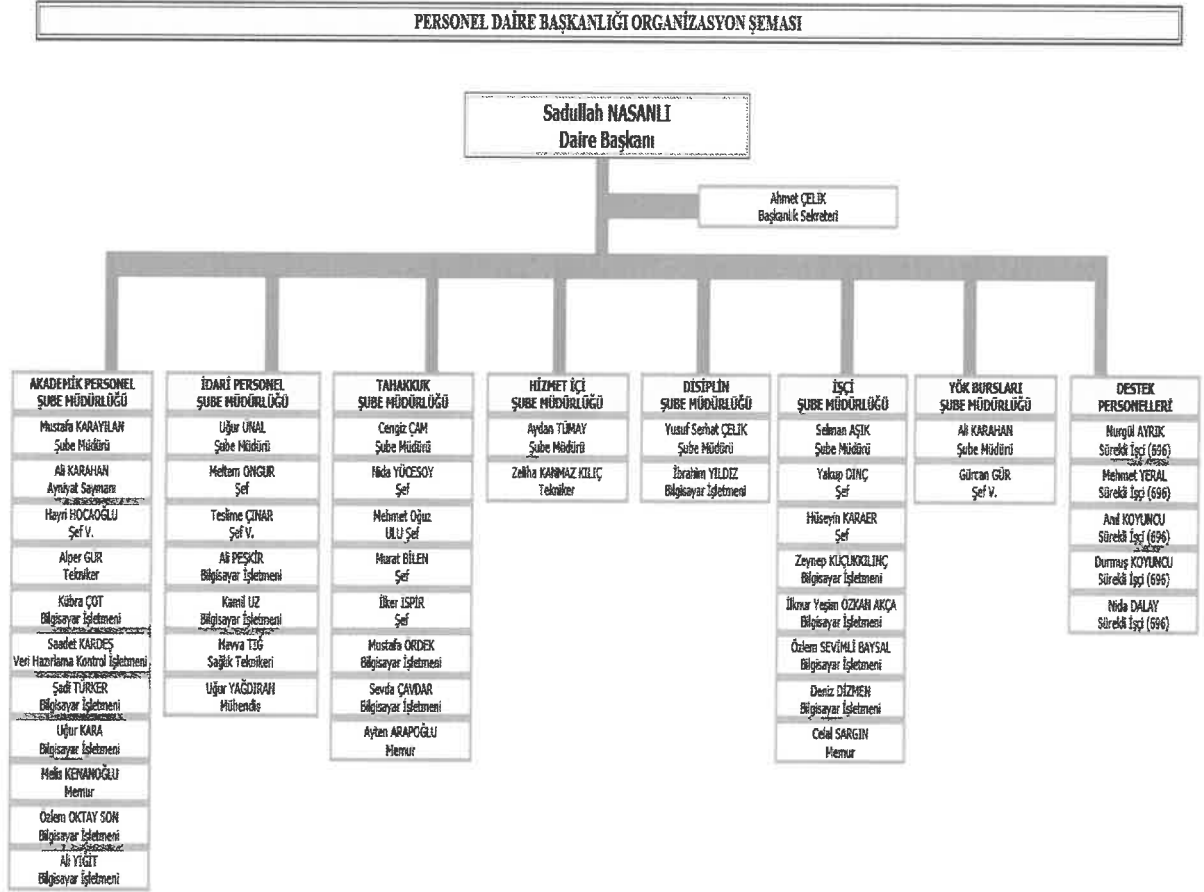 PERSONEL DAİRE BAŞKANLIĞI ORGANİZASYON ŞEMASI
Sadullah NASANLI
Daire Başkanı
Ahmet ÇELİK
Başkanlık Sekreteri
AKADEMİK PERSONEL
ŞUBE MÜDÜRLÜĞÜ
Mustafa KARAYILAN
Şube Müdürü
Ali KARAHAN
Ayniyat Saymanı
Hayri HOCAOĞLU
Şef V.
Alper GÜR
Tekniker
Kübra ÇOT
Bilgisayar İşletmeni
Saadet KARDEŞ
Veri Hazırlama Kontrol İşletmeni
Şadi TÜRKER
Bilgisayar İşletmeni
Uğur KARA
Bilgisayar İşletmeni
Melis KENANOĞLU
Memur
Özlem OKTAY SON
Bilgisayar İşletmeni
Ali YİĞİT
Bilgisayar İşletmeni
İDARİ PERSONEL
ŞUBE MÜDÜRLÜĞÜ
Uğur ÜNAL
Şube Müdürü
Meltem ONGUR
Şef
Teslime ÇINAR
Şef V.
Ali PEŞKİR
Bilgisayar İşletmeni
Kamil UZ
Bilgisayar İşletmeni
Havva TIĞ
Sağlık Teknikeri
Uğur YAĞDIRAN
Mühendis
TAHAKKUK
ŞUBE MÜDÜRLÜĞÜ
Cengiz ÇAM
Şube Müdürü
Nida YÜCESOY
Şef
Mehmet Oğuz
ULU Şef
Murat BİLEN
Şef
İlker ISPİR
Şef
Mustafa ÖRDEK
Bilgisayar İşletmeni
Sevda ÇAVDAR
Bilgisayar İşletmeni
Ayten ARAPOĞLU
Memur
HİZMET İÇİ
ŞUBE MÜDÜRLÜĞÜ
Aydan TÜMAY
Şube Müdürü
Zeliha KANMAZ KILIÇ
Tekniker
DİSİPLİN
ŞUBE MÜDÜRLÜĞÜ
Yusuf Serhat ÇELİK
Şube Müdürü
İbrahim YILDIZ
Bilgisayar İşletmeni
İŞÇİ
ŞUBE MÜDÜRLÜĞÜ
Selman AŞIK
Şube Müdürü
Yakup DİNÇ
Şef
Hüseyin KARAER
Şef
Zeynep KÜÇÜKKILINÇ
Bilgisayar İşletmeni
İlknur Yeşim ÖZKAN AKÇA
Bilgisayar İşletmeni
Özlem SEVİMLİ BAYSAL
Bilgisayar İşletmeni
Deniz DİZMEN
Bilgisayar İşletmeni
Celal SARGIN
Memur
YÖK BURSLARI
ŞUBE MÜDÜRLÜĞÜ
Ali KARAHAN
Şube Müdürü
Gürcan GÜR
Şef V.
DESTEK
PERSONELLERİ
Nurgül AYRIK
Sürekli İşçi (696)
Mehmet YERAL
Sürekli İşçi (696)
Anıl KOYUNCU
Sürekli İşçi (696)
Durmuş KOYUNCU
Sürekli İşçi (696)
Nida DALAY
Sürekli İşçi (696)